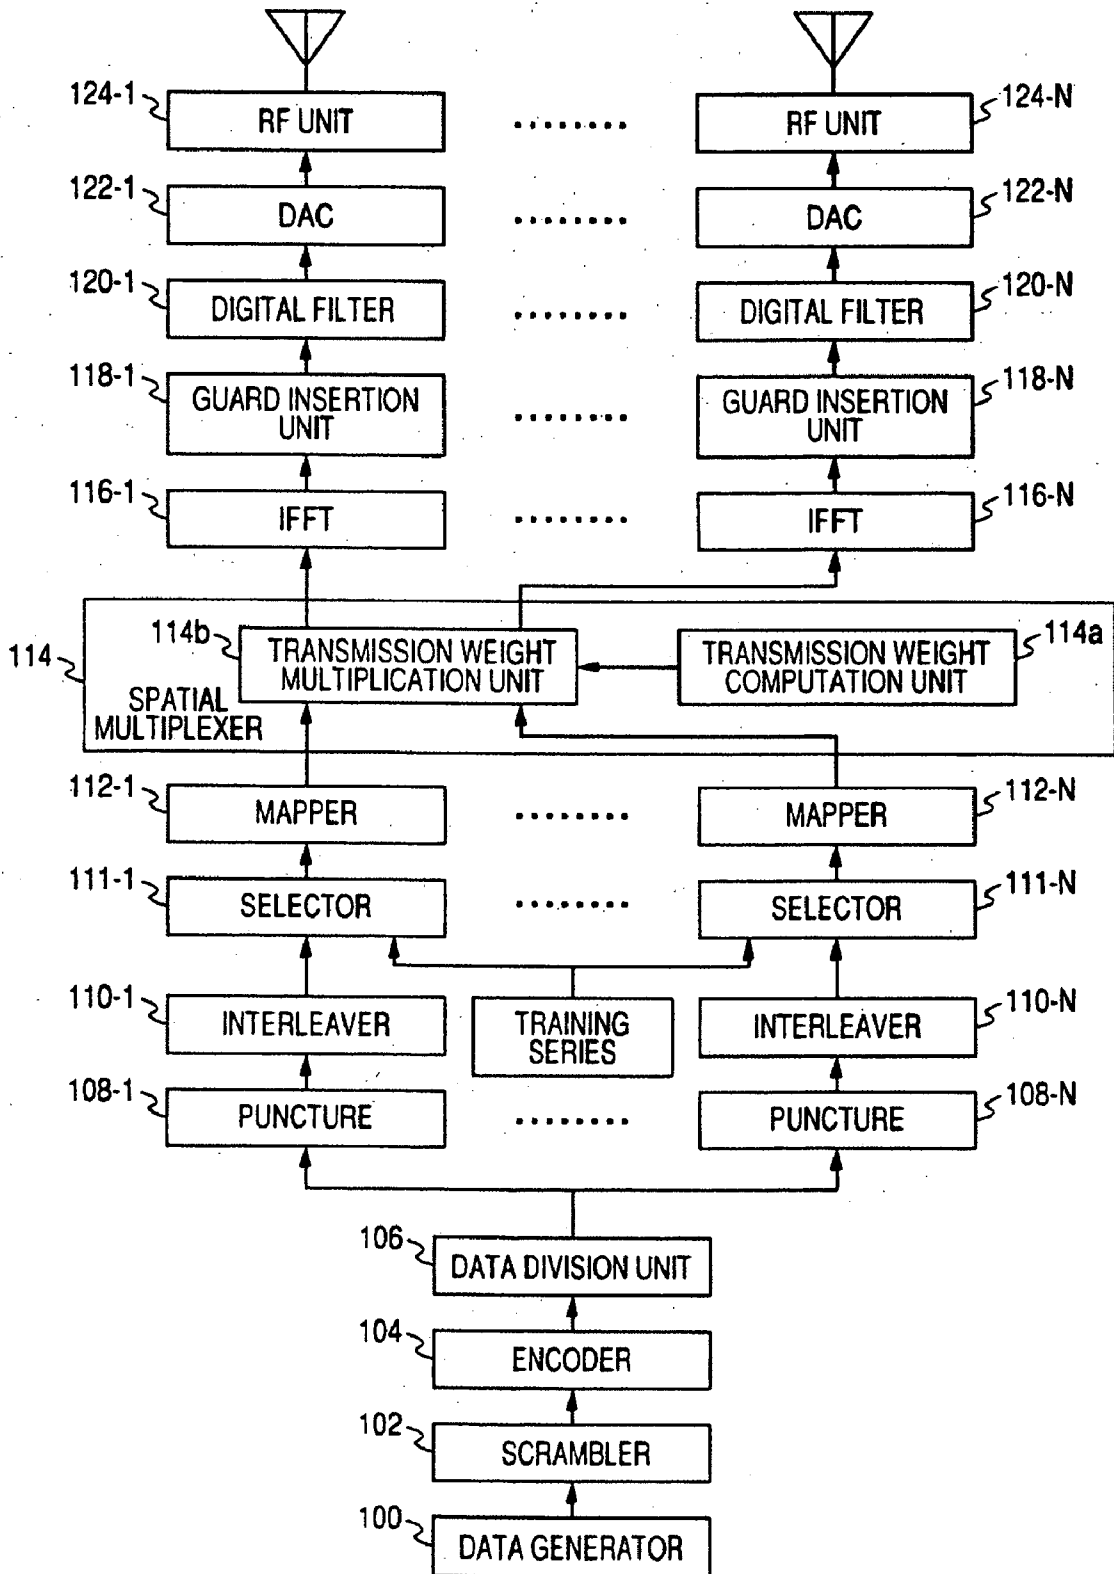 124-1
RF UNIT
........
RF UNIT
124-N
122-1
DAC
........
DAC
122-N
120-1
DIGITAL FILTER
........
DIGITAL FILTER
120-N
118-1
GUARD INSERTION
UNIT
........
GUARD INSERTION
UNIT
118-N
116-1
IFFT
........
IFFT
116-N
114
SPATIAL
MULTIPLEXER
114b
TRANSMISSION WEIGHT
MULTIPLICATION UNIT
TRANSMISSION WEIGHT
COMPUTATION UNIT
114a
112-1
MAPPER
........
MAPPER
112-N
111-1
SELECTOR
........
SELECTOR
111-N
110-1
INTERLEAVER
TRAINING
SERIES
INTERLEAVER
110-N
108-1
PUNCTURE
........
PUNCTURE
108-N
106
DATA DIVISION UNIT
104
ENCODER
102
SCRAMBLER
100
DATA GENERATOR